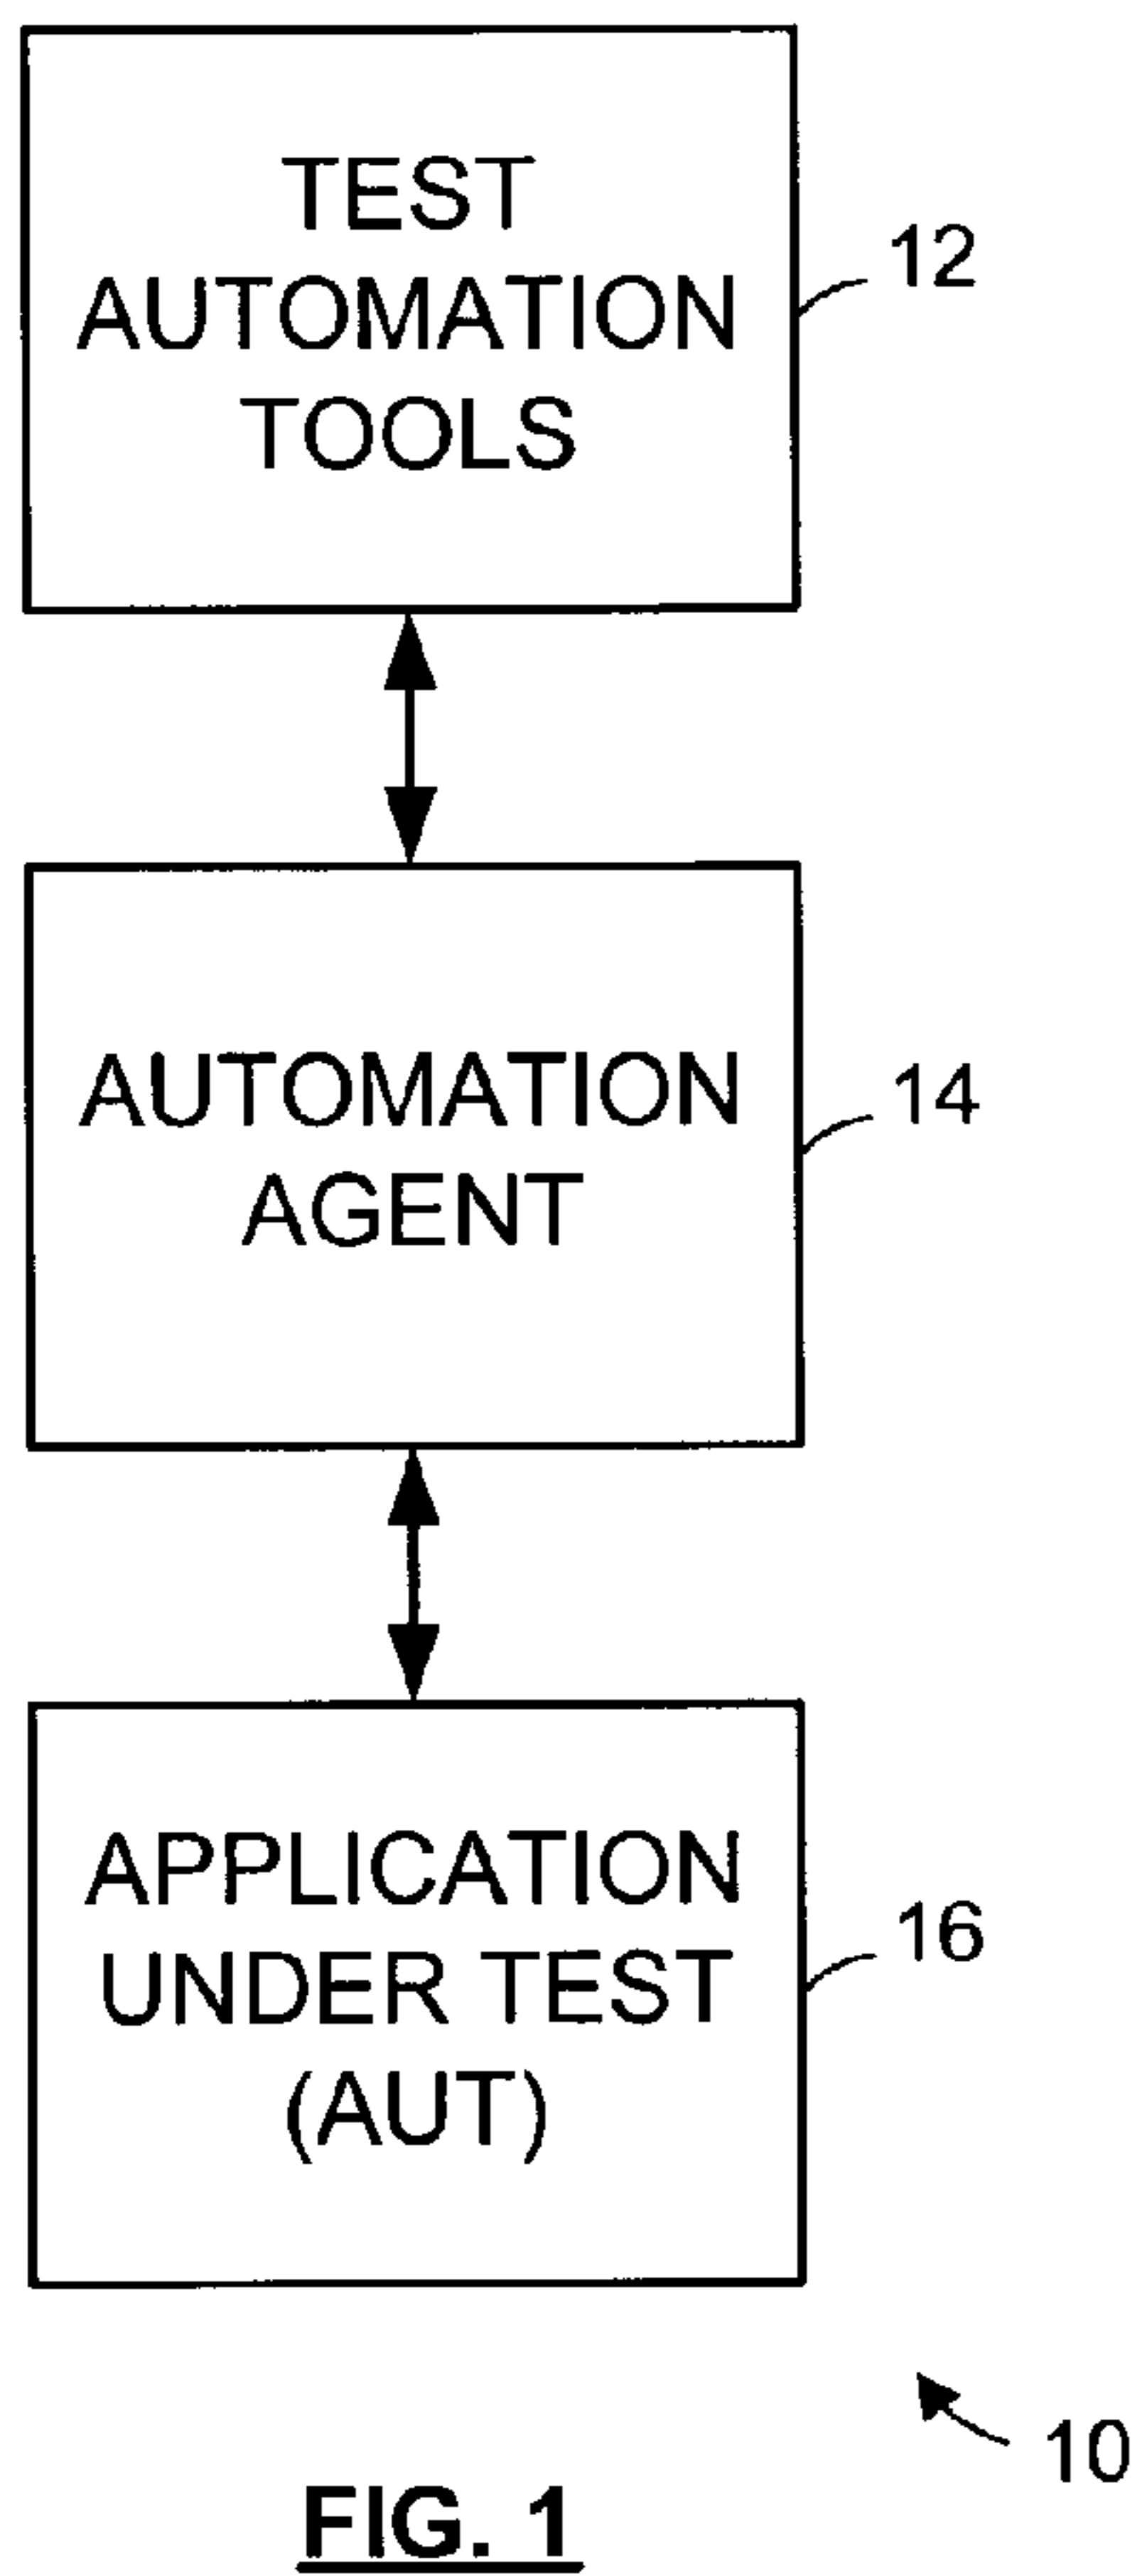 TEST
AUTOMATION
TOOLS
12
AUTOMATION
AGENT
14
APPLICATION
UNDER TEST
(AUT)
16
10
FIG. 1